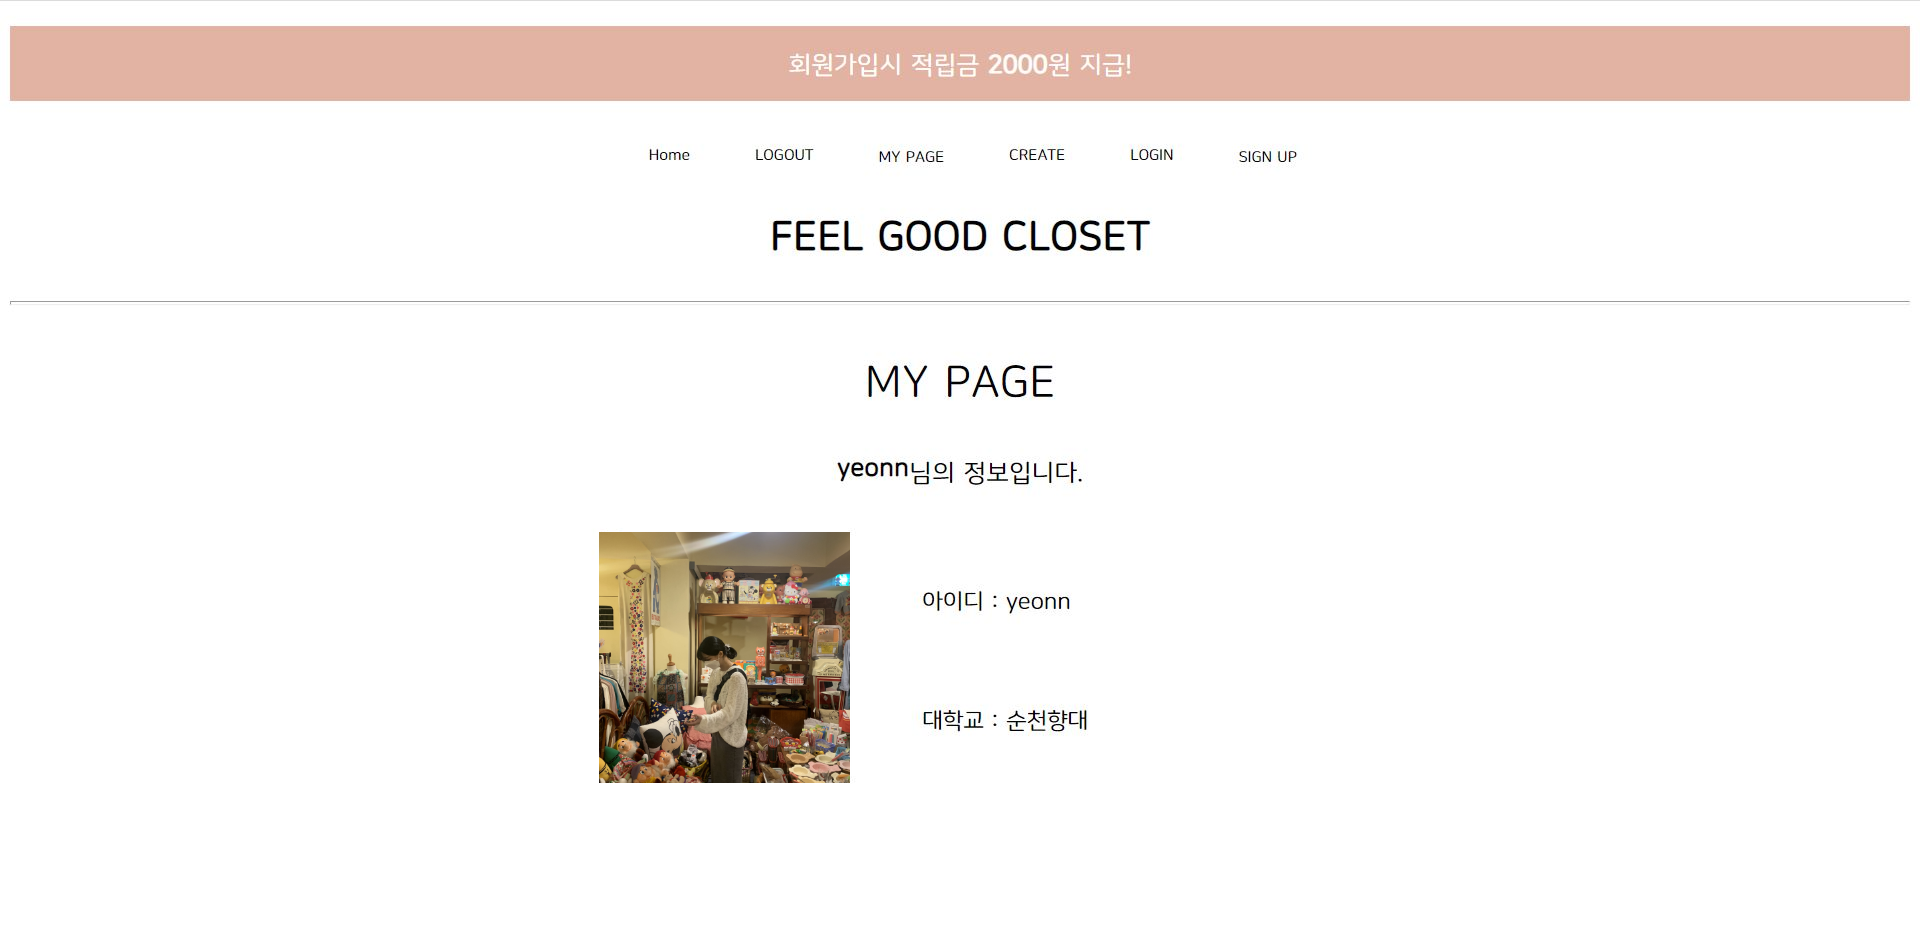 회원가입시 적립금 2000원 지급!
Home LOGOUT MY PAGE CREATE LOGIN SIGN UP
FEEL GOOD CLOSET
MY PAGE
yeonn님의 정보입니다.
아이디 : yeonn
대학교 : 순천향대